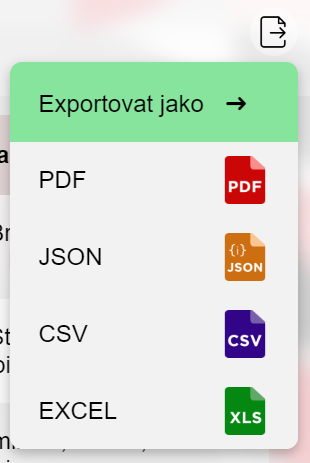 Exportovat jako →
PDF PDF
JSON {i} JSON
CSV CSV
EXCEL XLS